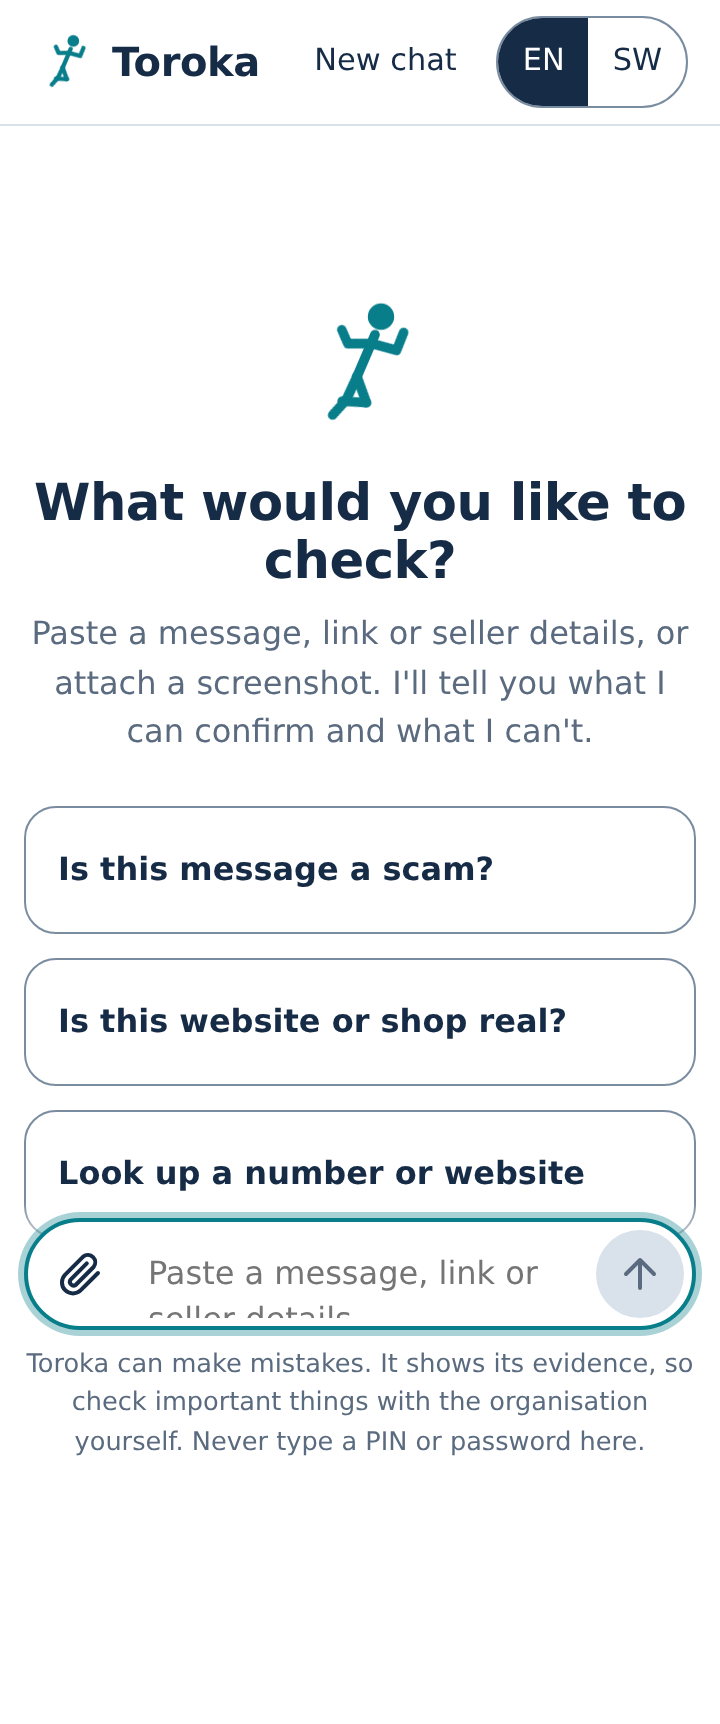 Toroka
New chat
EN
SW
What would you like to
check?
Paste a message, link or seller details, or
attach a screenshot. I'll tell you what I
can confirm and what I can't.
Is this message a scam?
Is this website or shop real?
Look up a number or website
Paste a message, link or
seller details
Toroka can make mistakes. It shows its evidence, so
check important things with the organisation
yourself. Never type a PIN or password here.